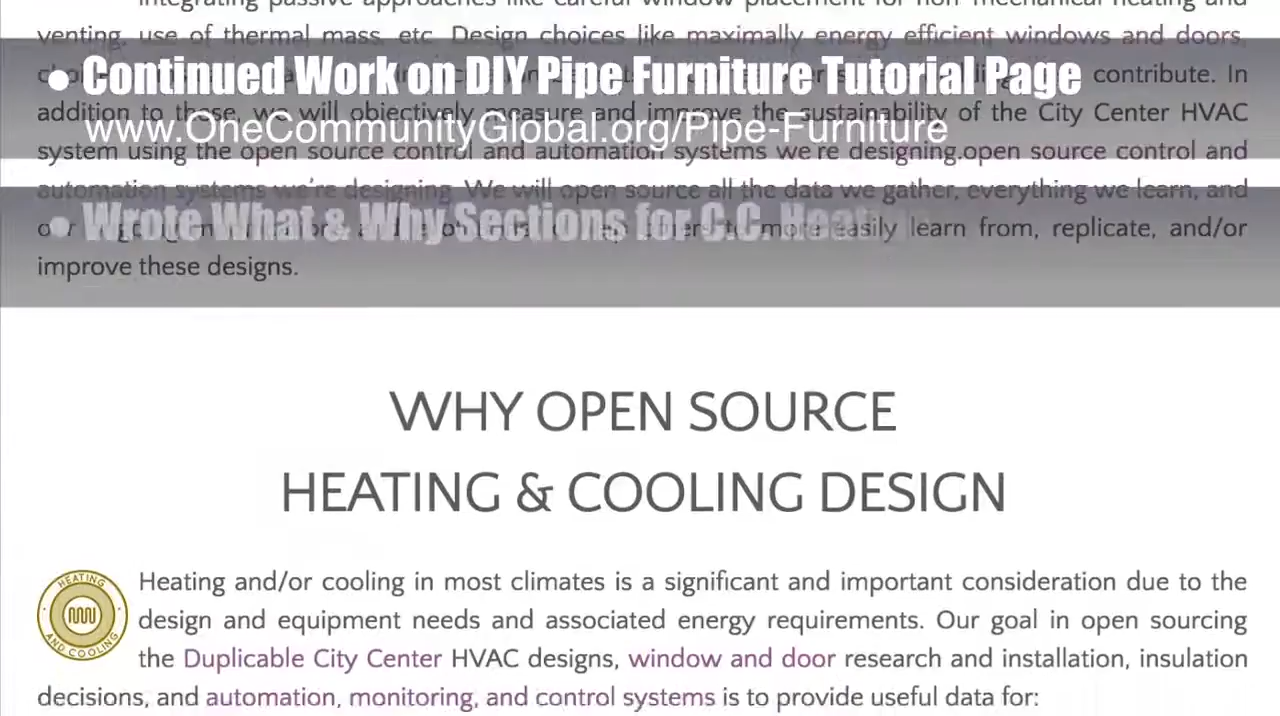 integrating passive approaches like careful window placement for non-mechanical heating and
venting, use of thermal mass, etc. Design choices like maximally energy efficient windows and doors,
• Continued Work on DIY Pipe Furniture Tutorial Page
contribute. In
addition to these, we will objectively measure and improve the sustainability of the City Center HVAC
www.OneCommunityGlobal.org/Pipe-Furniture
system using the open source control and automation systems we're designing.open source control and
automation systems we're designing. We will open source all the data we gather, everything we learn, and
• Wrote What & Why Sections for C.C. Heat
more easily learn from, replicate, and/or
improve these designs.
WHY OPEN SOURCE
HEATING & COOLING DESIGN
HEATING
AND COOLING
Heating and/or cooling in most climates is a significant and important consideration due to the
design and equipment needs and associated energy requirements. Our goal in open sourcing
the Duplicable City Center HVAC designs, window and door research and installation, insulation
decisions, and automation, monitoring, and control systems is to provide useful data for: